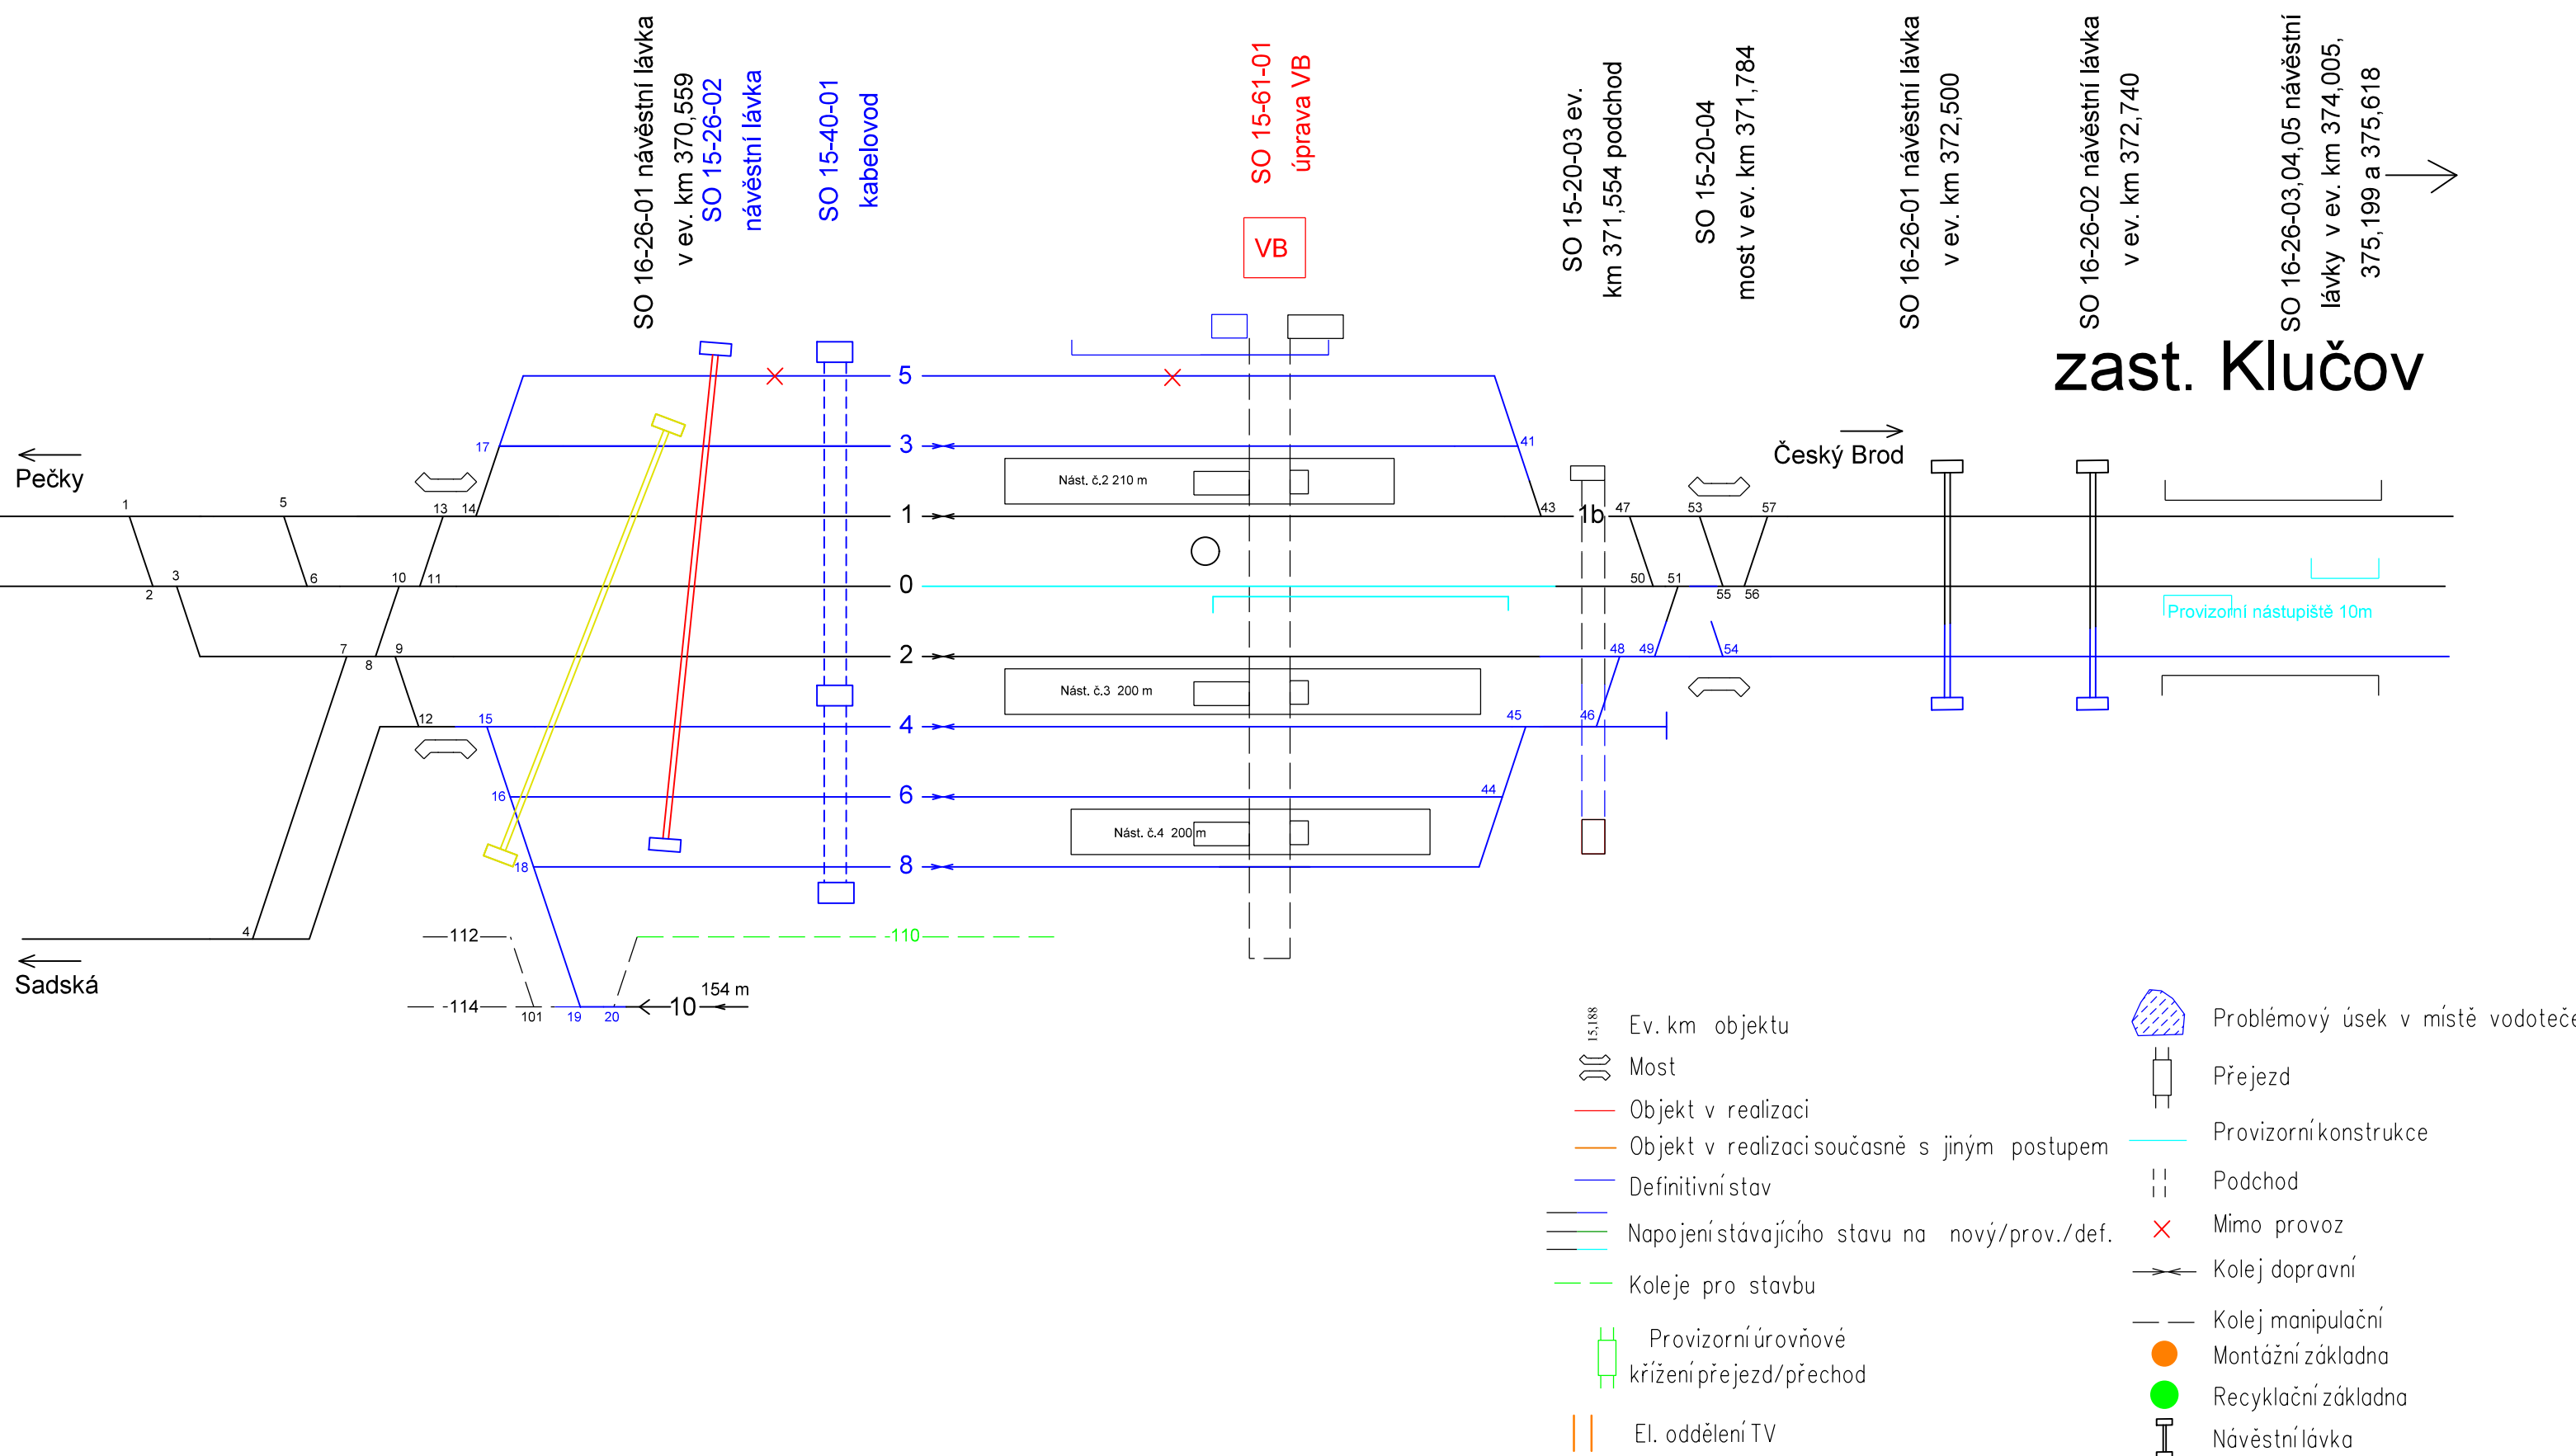 SO 16-26-01 návěstní lávka
v ev. km 370,559
SO 15-26-02
návěstní lávka
SO 15-40-01
kabelovod
SO 15-61-01
úprava VB
SO 15-20-03 ev.
km 371,554 podchod
SO 15-20-04
most v ev. km 371,784
SO 16-26-01 návěstní lávka
v ev. km 372,500
SO 16-26-02 návěstní lávka
v ev. km 372,740
SO 16-26-03,04,05 návěstní
lávky v ev. km 374,005,
375,199 a 375,618
VB
zast. Klučov
5
17
3
41
Český Brod
Pečky
Nást. č.2 210 m
1
5
13
14
1
43
1b
47
53
57
2
3
6
10
11
0
50
51
55
56
Provizorní nástupiště 10m
7
8
9
2
48
49
54
Nást. č.3 200 m
12
15
4
45
46
16
6
44
Nást. č.4 200 m
18
8
4
112
110
Sadská
114
101
19
20
10
154 m
15,188
Ev. km objektu
Most
Objekt v realizaci
Objekt v realizaci současně s jiným postupem
Definitivní stav
Napojení stávajícího stavu na nový/prov./def.
Koleje pro stavbu
Provizorní úrovňové
křížení přejezd/přechod
El. oddělení TV
Problémový úsek v místě vodoteče
Přejezd
Provizorní konstrukce
Podchod
Mimo provoz
Kolej dopravní
Kolej manipulační
Montážní základna
Recyklační základna
Návěstní lávka